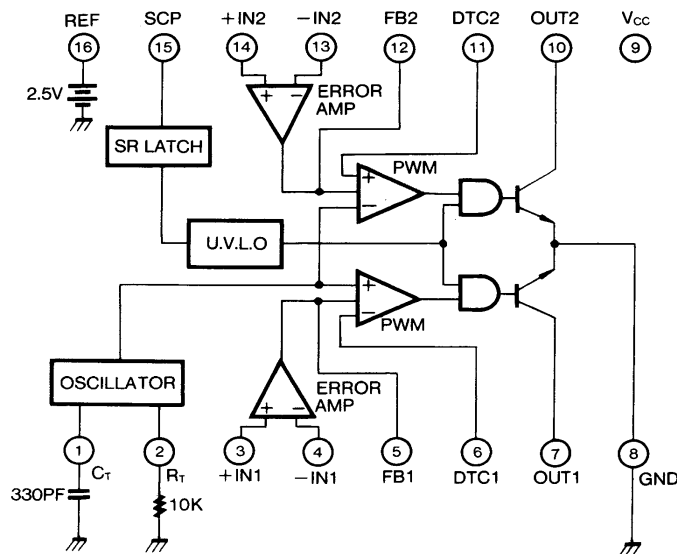 REF SCP +IN2 −IN2 FB2 DTC2 OUT2 VCC
16 15 14 13 12 11 10 9
2.5V
+ −
ERROR
AMP
SR LATCH
PWM
+
−
U.V.L.O
+
−
PWM
OSCILLATOR
ERROR
AMP
+ −
1 2 3 4 5 6 7 8
CT RT +IN1 −IN1 FB1 DTC1 OUT1 GND
330PF 10K